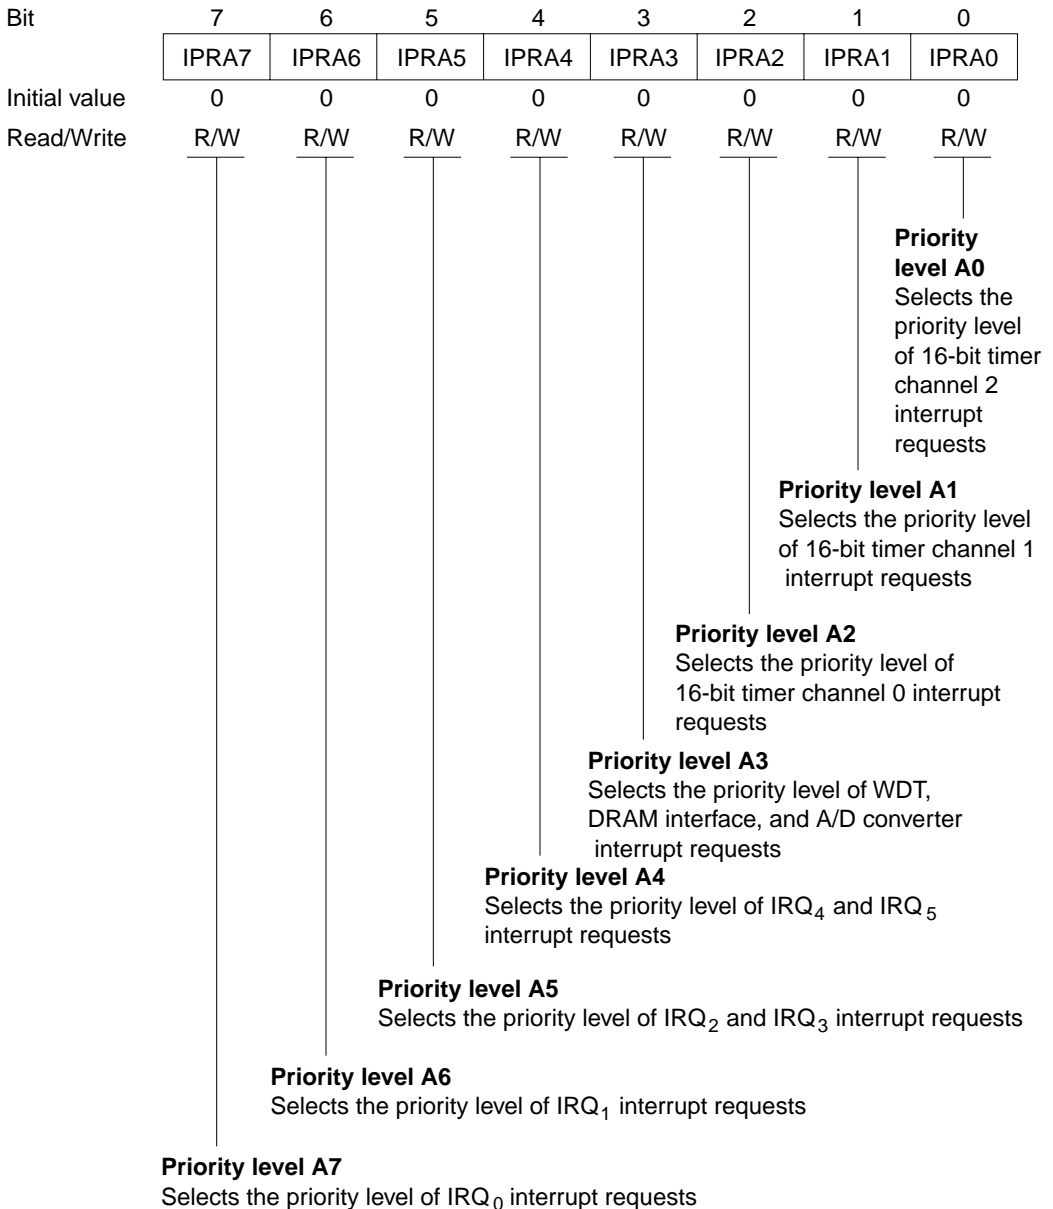 Bit 7 6 5 4 3 2 1 0
IPRA7 IPRA6 IPRA5 IPRA4 IPRA3 IPRA2 IPRA1 IPRA0
Initial value 0 0 0 0 0 0 0 0
Read/Write R/W R/W R/W R/W R/W R/W R/W R/W
Priority
level A0
Selects the
priority level
of 16-bit timer
channel 2
interrupt
requests
Priority level A1
Selects the priority level
of 16-bit timer channel 1
interrupt requests
Priority level A2
Selects the priority level of
16-bit timer channel 0 interrupt
requests
Priority level A3
Selects the priority level of WDT,
DRAM interface, and A/D converter
interrupt requests
Priority level A4
Selects the priority level of IRQ4 and IRQ5
interrupt requests
Priority level A5
Selects the priority level of IRQ2 and IRQ3 interrupt requests
Priority level A6
Selects the priority level of IRQ1 interrupt requests
Priority level A7
Selects the priority level of IRQ0 interrupt requests